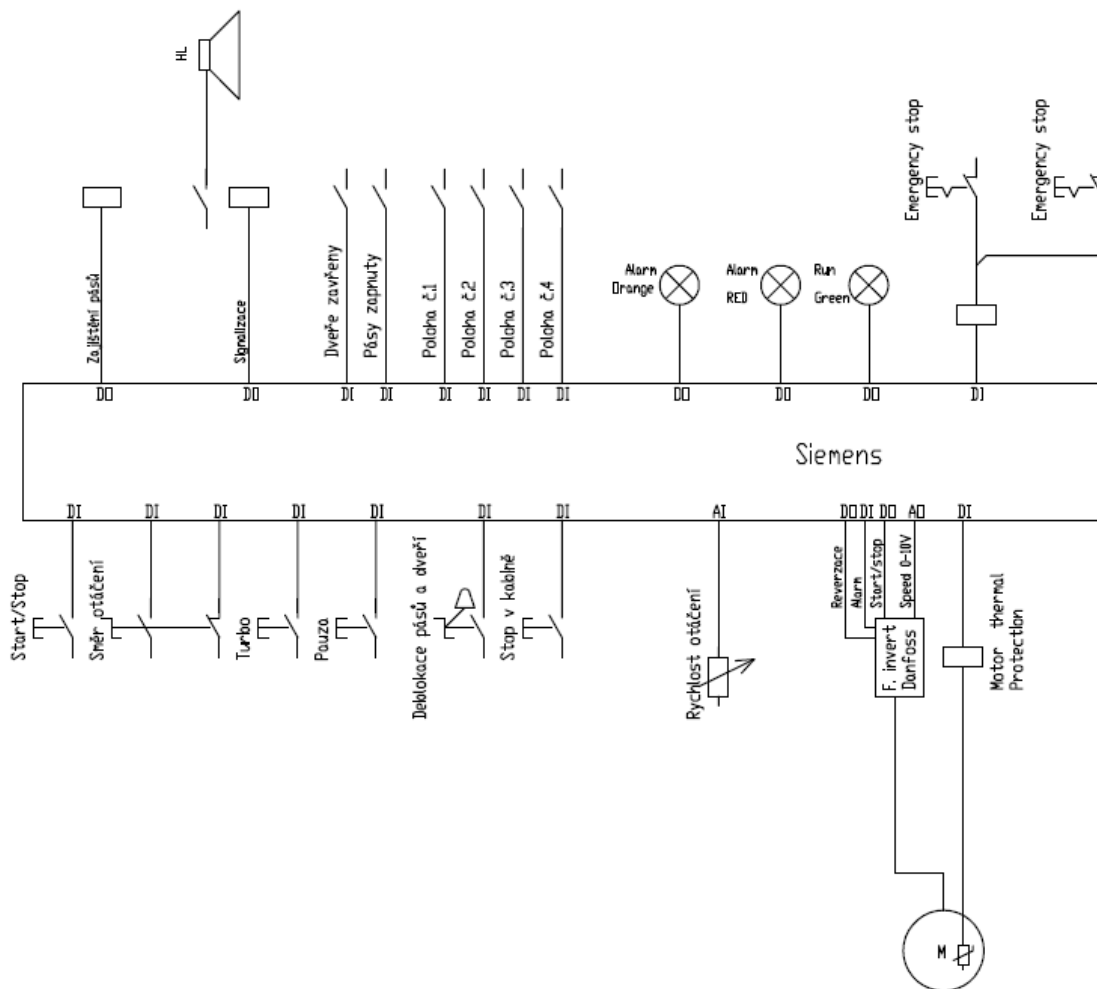 HL
Emergency stop
Emergency stop
Zajištění pásů
Signalizace
Dveře zavřeny
Pásy zapnuty
Poloha č.1
Poloha č.2
Poloha č.3
Poloha č.4
Alarm
Orange
Alarm
RED
Run
Green
DO
DO
DI
DI
DI
DI
DI
DI
DO
DO
DO
DI
Siemens
DI
DI
DI
DI
DI
DI
DI
AI
DO
DI
DO
AO
DI
Start/Stop
Směr otáčení
Turbo
Pauza
Deblokace pásů a dveří
Stop v kabině
Rychlost otáčení
Reverzace
Alarm
Start/stop
Speed 0-10V
F. invert
Danfoss
Motor thermal
Protection
M